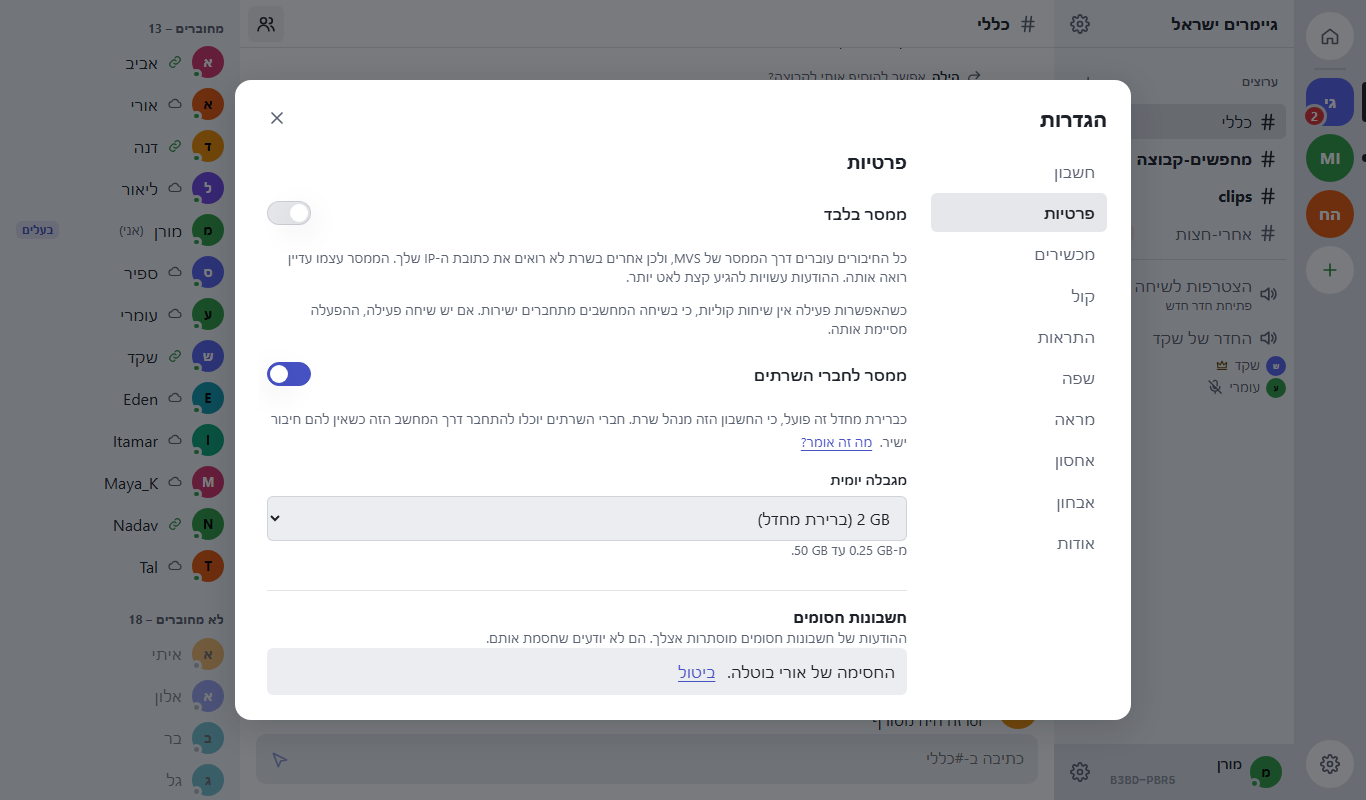 גיימרים ישראל
ערוצים
כללי
מחפשים-קבוצה
clips
אחרי-חצות
הצטרפות לשיחה
פתיחת חדר חדש
החדר של שקד
שקד
עומרי
גי
2
MI
הח
מורן
B3BD-PBR5
מ
כללי
הילה אפשר להוסיף אותי לקבוצה?
כתיבה ב-#כללי
הגדרות
חשבון
פרטיות
מכשירים
קול
התראות
שפה
מראה
אחסון
אבחון
אודות
פרטיות
ממסר בלבד
כל החיבורים עוברים דרך הממסר של MVS, ולכן אחרים בשרת לא רואים את כתובת ה-IP שלך. הממסר עצמו עדיין
רואה אותה. ההודעות עשויות להגיע קצת לאט יותר.
כשהאפשרות פעילה אין שיחות קוליות, כי בשיחה המחשבים מתחברים ישירות. אם יש שיחה פעילה, ההפעלה
מסיימת אותה.
ממסר לחברי השרתים
כברירת מחדל זה פועל, כי החשבון הזה מנהל שרת. חברי השרתים יוכלו להתחבר דרך המחשב הזה כשאין להם חיבור
ישיר. מה זה אומר?
מגבלה יומית
2 GB (ברירת מחדל)
מ-0.25 GB עד 50 GB.
חשבונות חסומים
ההודעות של חשבונות חסומים מוסתרות אצלך. הם לא יודעים שחסמת אותם.
החסימה של אורי בוטלה. ביטול
מחוברים – 13
א אביב
א אורי
ד דנה
ל ליאור
מ מורן (אני) בעלים
ס ספיר
ע עומרי
ש שקד
E Eden
I Itamar
M Maya_K
N Nadav
T Tal
לא מחוברים – 18
א איתי
א אלון
ב בר
ג גל